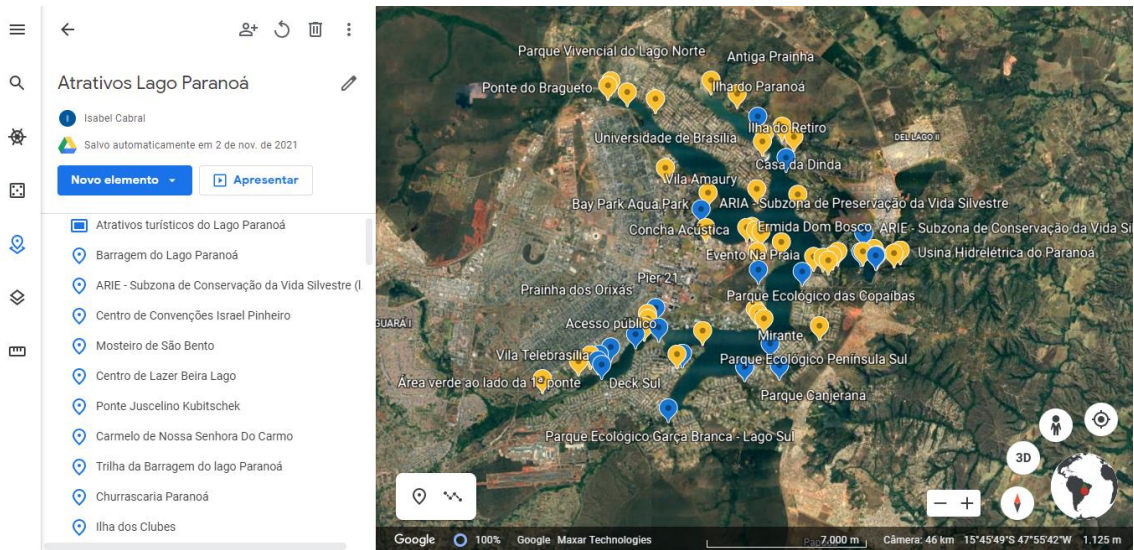 Atrativos Lago Paranoá
Isabel Cabral
Salvo automaticamente em 2 de nov. de 2021
Novo elemento
Apresentar
Atrativos turísticos do Lago Paranoá
Barragem do Lago Paranoá
ARIE - Subzona de Conservação da Vida Silvestre (l
Centro de Convenções Israel Pinheiro
Mosteiro de São Bento
Centro de Lazer Beira Lago
Ponte Juscelino Kubitschek
Carmelo de Nossa Senhora Do Carmo
Trilha da Barragem do lago Paranoá
Churrascaria Paranoá
Ilha dos Clubes
Parque Vivencial do Lago Norte
Antiga Prainha
Ponte do Bragueto
Ilha do Paranoá
Universidade de Brasília
Ilha do Retiro
DEL LAGO II
Casa da Dinda
Vila Amaury
Bay Park Aqua Park
ARIA - Subzona de Preservação da Vida Silvestre
Concha Acústica
Ermida Dom Bosco
ARIE - Subzona de Conservação da Vida Sil
Evento Na Praia
Usina Hidrelétrica do Paranoá
Pier 21
Prainha dos Orixás
Parque Ecológico das Copaíbas
GUARÁ I
Acesso público
Mirante
Vila Telebrasília
Parque Ecológico Península Sul
Área verde ao lado da 1ª ponte
Deck Sul
Parque Canjerana
Parque Ecológico Garça Branca - Lago Sul
3D
Google
100%
Google Maxar Technologies
7.000 m
Câmera: 46 km
15°45'49"S 47°55'42"W
1.125 m